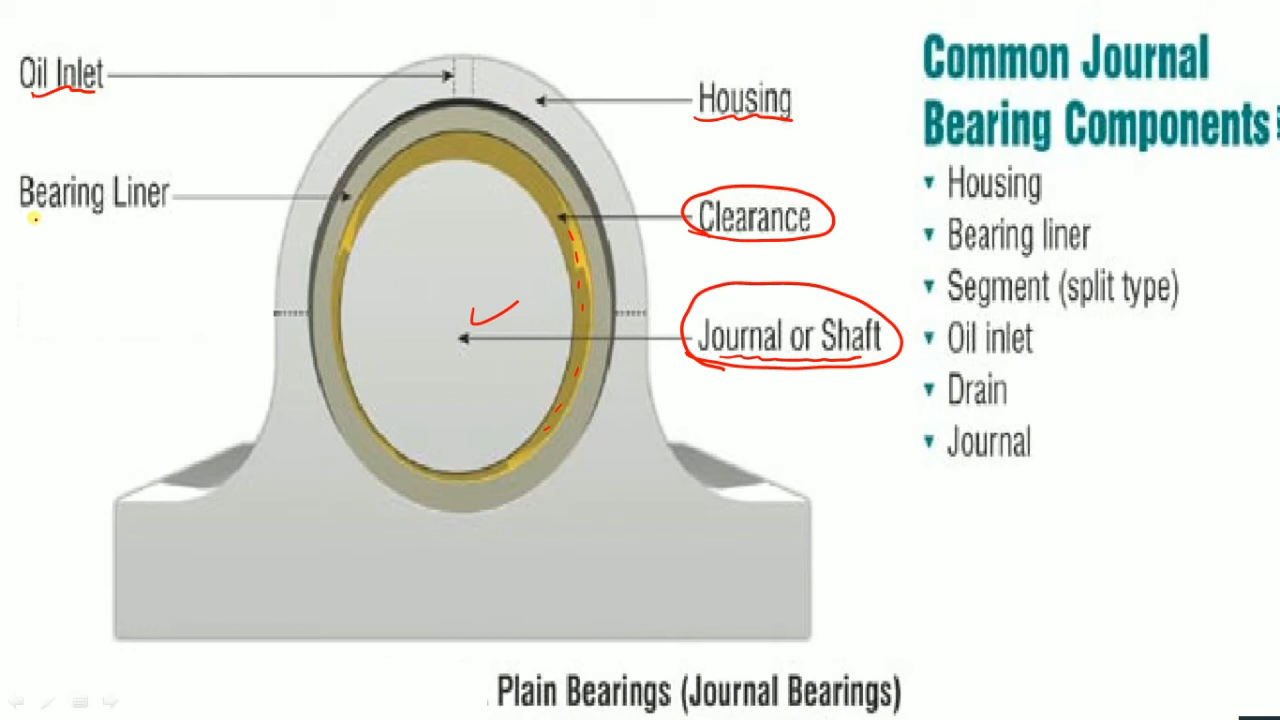 Oil Inlet
Housing
Bearing Liner
Clearance
Journal or Shaft
Common Journal
Bearing Components
Housing
Bearing liner
Segment (split type)
Oil inlet
Drain
Journal
Plain Bearings (Journal Bearings)